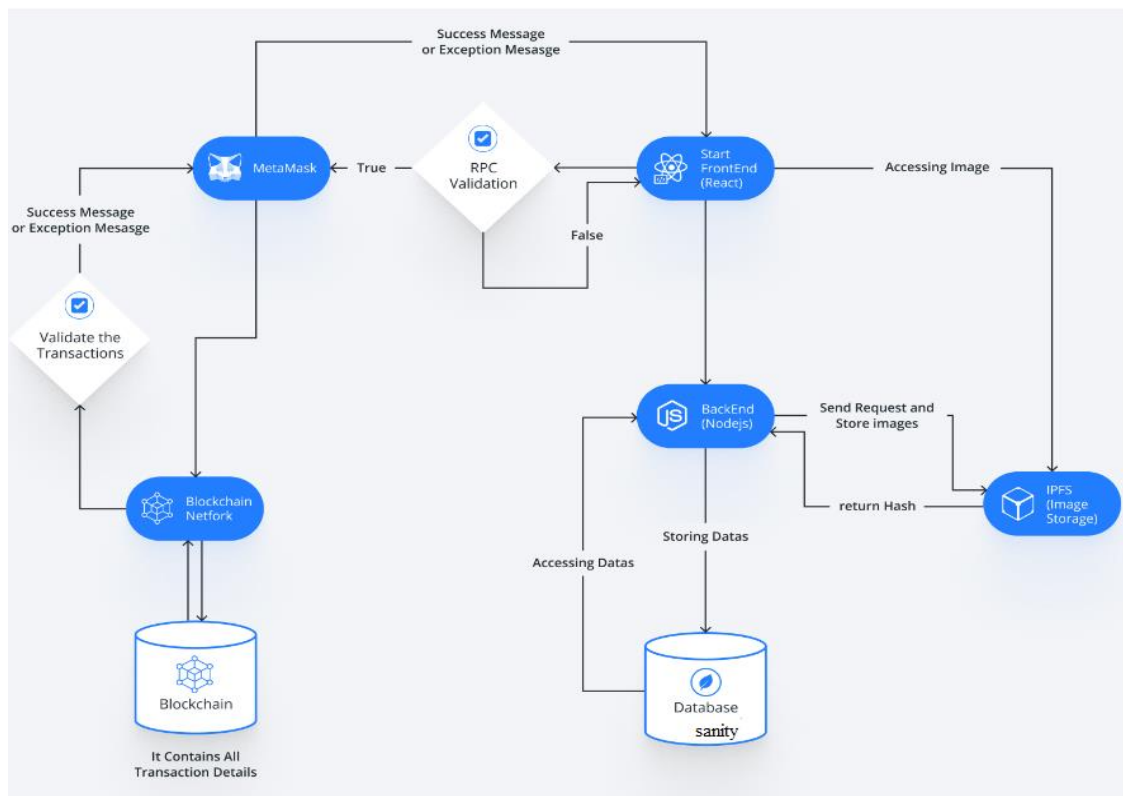 Success Message
or Exception Mesasge
MetaMask
True
RPC
Validation
Start
FrontEnd
(React)
Accessing Image
Success Message
or Exception Mesasge
False
Validate the
Transactions
BackEnd
(Nodejs)
JS
Send Request and
Store images
Blockchain
Netfork
IPFS
(Image
Storage)
return Hash
Storing Datas
Accessing Datas
Blockchain
Database
sanity
It Contains All
Transaction Details